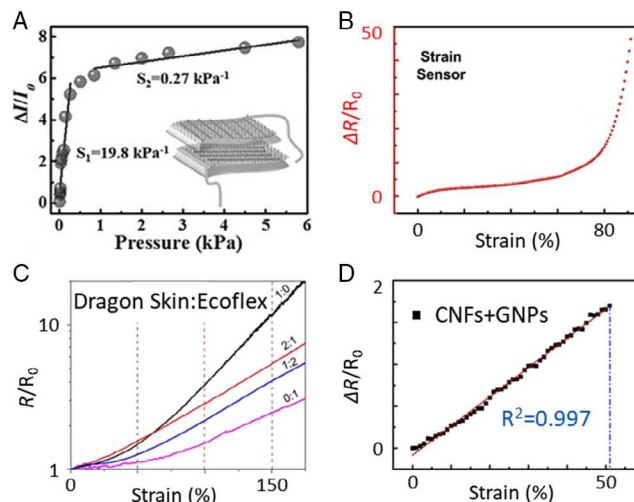 A
ΔI/I₀
8
6
4
2
0
S₂=0.27 kPa⁻¹
S₁=19.8 kPa⁻¹
0 1 2 3 4 5 6
Pressure (kPa)
B
ΔR/R₀
50
0
Strain
Sensor
0 80
Strain (%)
C
R/R₀
10
1
Dragon Skin:Ecoflex
1:0
2:1
1:2
0:1
0 150
Strain (%)
D
ΔR/R₀
2
0
CNFs+GNPs
R²=0.997
0 50
Strain (%)